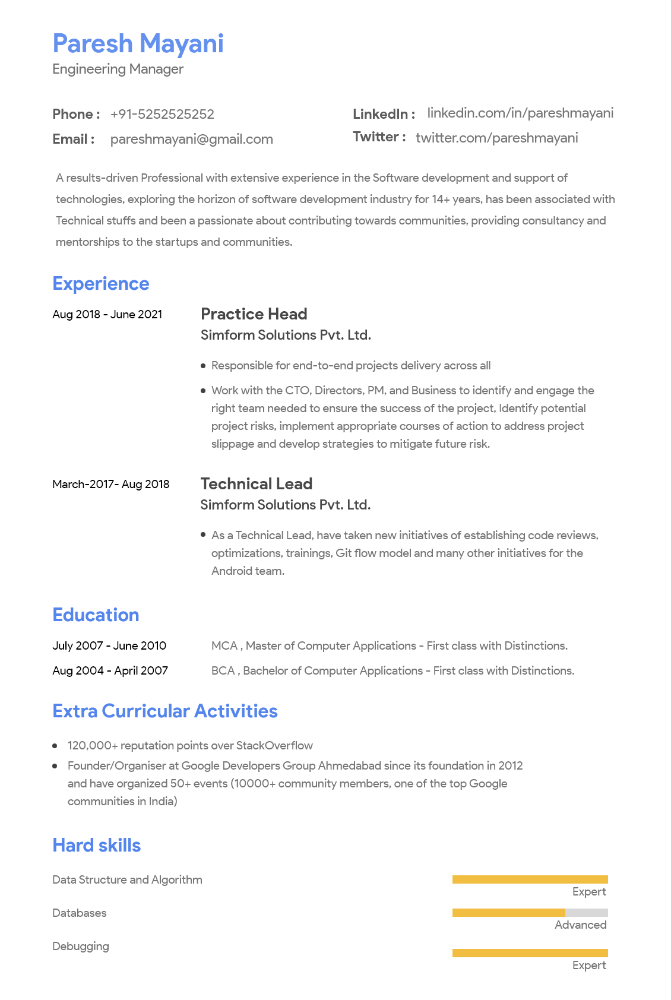 Paresh Mayani
Engineering Manager
Phone : +91-5252525252
LinkedIn : linkedin.com/in/pareshmayani
Email : pareshmayani@gmail.com
Twitter : twitter.com/pareshmayani
A results-driven Professional with extensive experience in the Software development and support of
technologies, exploring the horizon of software development industry for 14+ years, has been associated with
Technical stuffs and been a passionate about contributing towards communities, providing consultancy and
mentorships to the startups and communities.
Experience
Aug 2018 - June 2021
Practice Head
Simform Solutions Pvt. Ltd.
• Responsible for end-to-end projects delivery across all
• Work with the CTO, Directors, PM, and Business to identify and engage the
right team needed to ensure the success of the project, Identify potential
project risks, implement appropriate courses of action to address project
slippage and develop strategies to mitigate future risk.
March-2017- Aug 2018
Technical Lead
Simform Solutions Pvt. Ltd.
• As a Technical Lead, have taken new initiatives of establishing code reviews,
optimizations, trainings, Git flow model and many other initiatives for the
Android team.
Education
July 2007 - June 2010 MCA , Master of Computer Applications - First class with Distinctions.
Aug 2004 - April 2007 BCA , Bachelor of Computer Applications - First class with Distinctions.
Extra Curricular Activities
• 120,000+ reputation points over StackOverflow
• Founder/Organiser at Google Developers Group Ahmedabad since its foundation in 2012
and have organized 50+ events (10000+ community members, one of the top Google
communities in India)
Hard skills
Data Structure and Algorithm
Expert
Databases
Advanced
Debugging
Expert